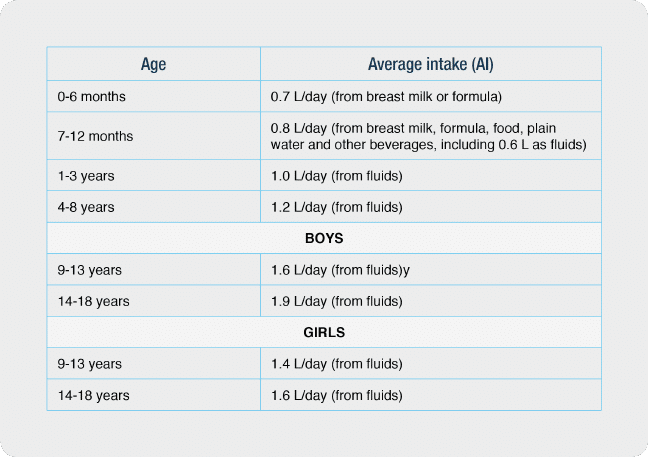 Age Average intake (AI)
0-6 months 0.7 L/day (from breast milk or formula)
7-12 months 0.8 L/day (from breast milk, formula, food, plain
water and other beverages, including 0.6 L as fluids)
1-3 years 1.0 L/day (from fluids)
4-8 years 1.2 L/day (from fluids)
BOYS
9-13 years 1.6 L/day (from fluids)y
14-18 years 1.9 L/day (from fluids)
GIRLS
9-13 years 1.4 L/day (from fluids)
14-18 years 1.6 L/day (from fluids)